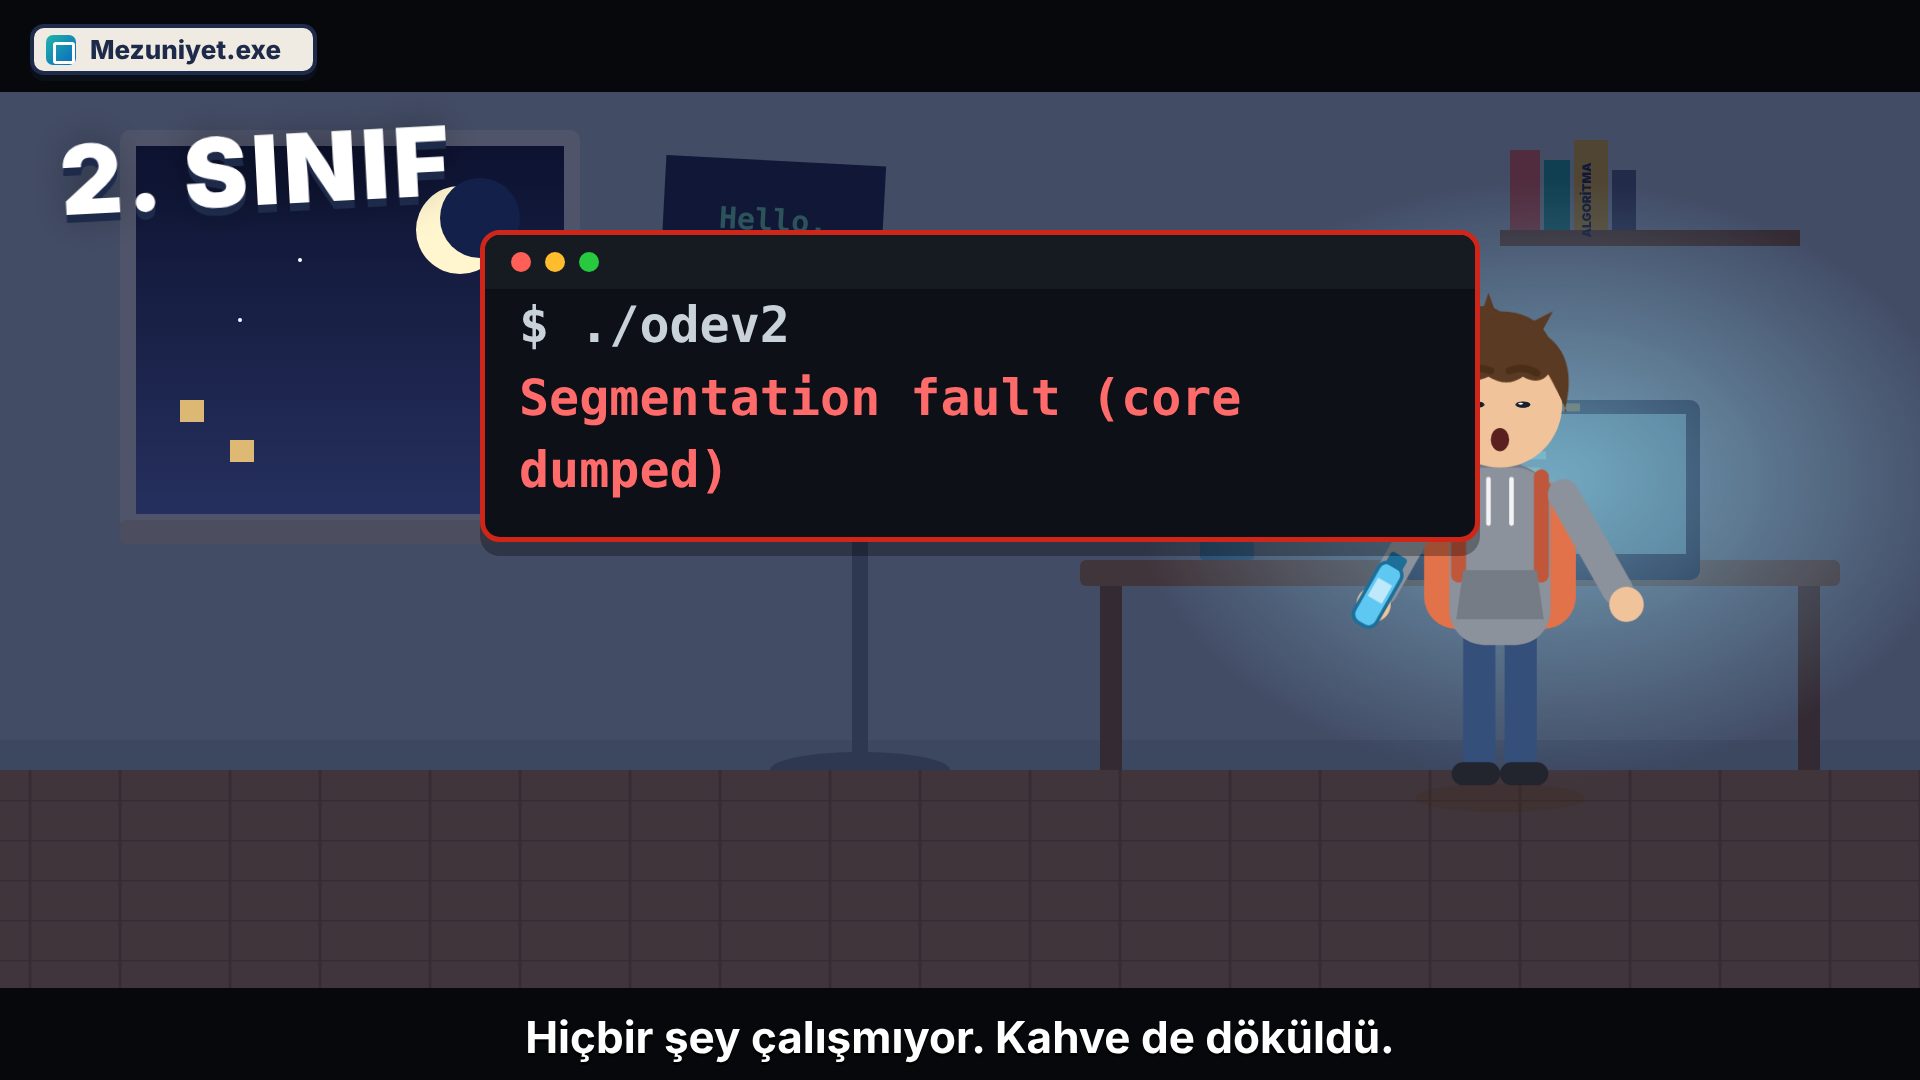 Mezuniyet.exe
2. SINIF
Hello,
ALGORİTMA
$ ./odev2
Segmentation fault (core
dumped)
Hiçbir şey çalışmıyor. Kahve de döküldü.